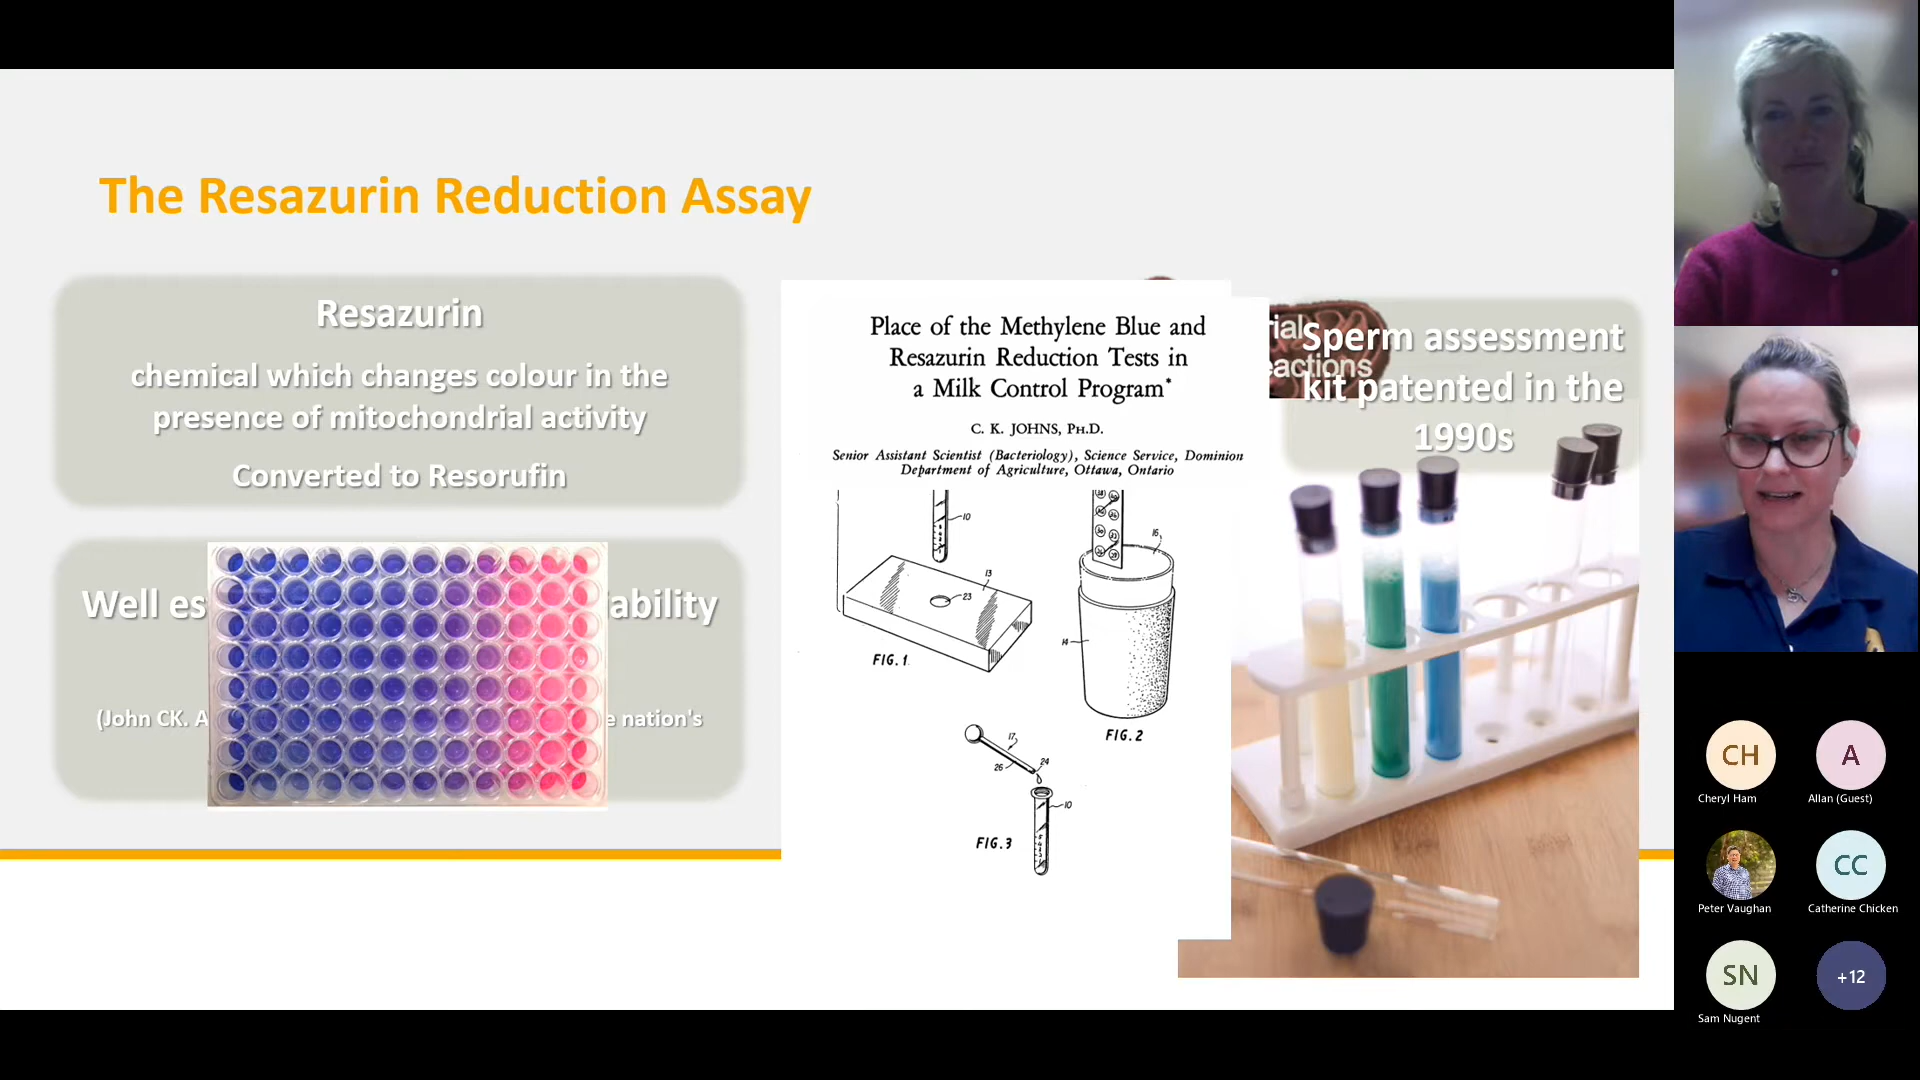 The Resazurin Reduction Assay
Resazurin
chemical which changes colour in the
presence of mitochondrial activity
Converted to Resorufin
Well es
ability
(John CK. A
e nation's
Place of the Methylene Blue and
Resazurin Reduction Tests in
a Milk Control Program*
C. K. JOHNS, PH.D.
Senior Assistant Scientist (Bacteriology), Science Service, Dominion
Department of Agriculture, Ottawa, Ontario
10
13
23
FIG. 1
16
14
FIG. 2
17
26
24
10
FIG. 3
ial
actions
Sperm assessment
kit patented in the
1990s
CH
Cheryl Ham
A
Allan (Guest)
Peter Vaughan
CC
Catherine Chicken
SN
Sam Nugent
+12